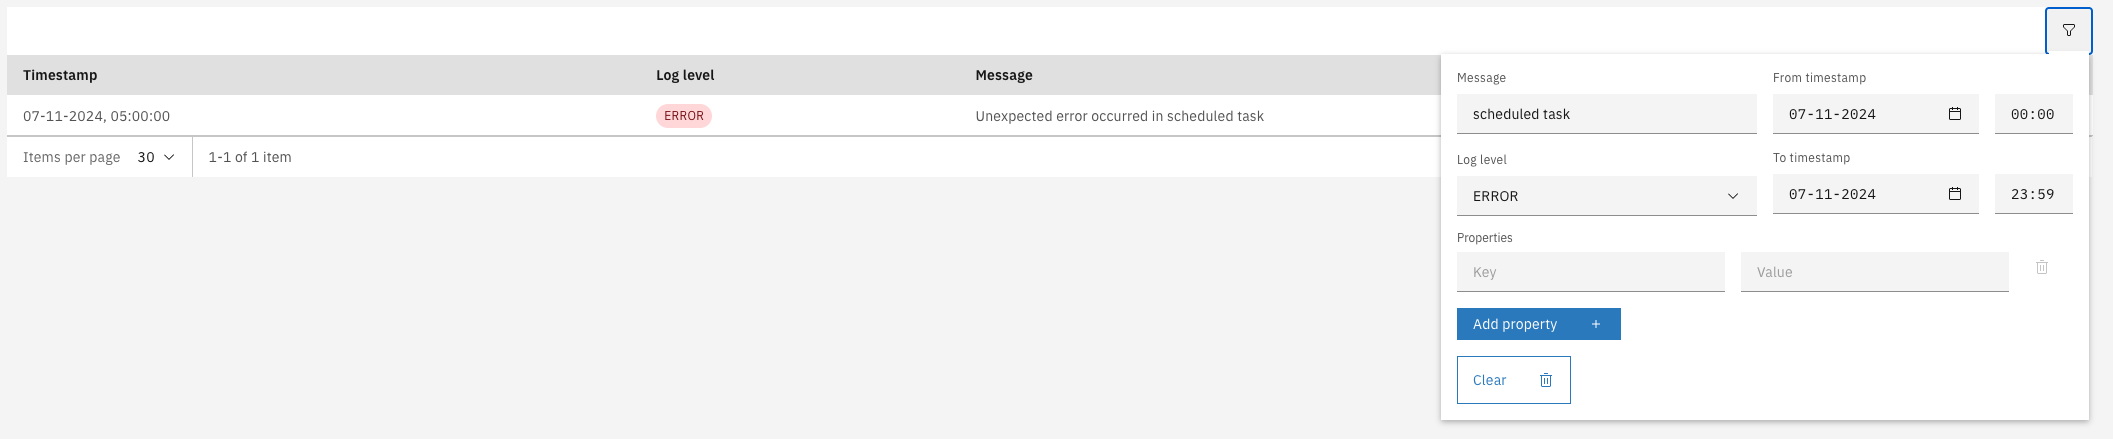 Timestamp Log level Message
07-11-2024, 05:00:00 ERROR Unexpected error occurred in scheduled task
Items per page 30 1-1 of 1 item
Message From timestamp
scheduled task 07-11-2024 00:00
Log level To timestamp
ERROR 07-11-2024 23:59
Properties
Key Value
Add property +
Clear